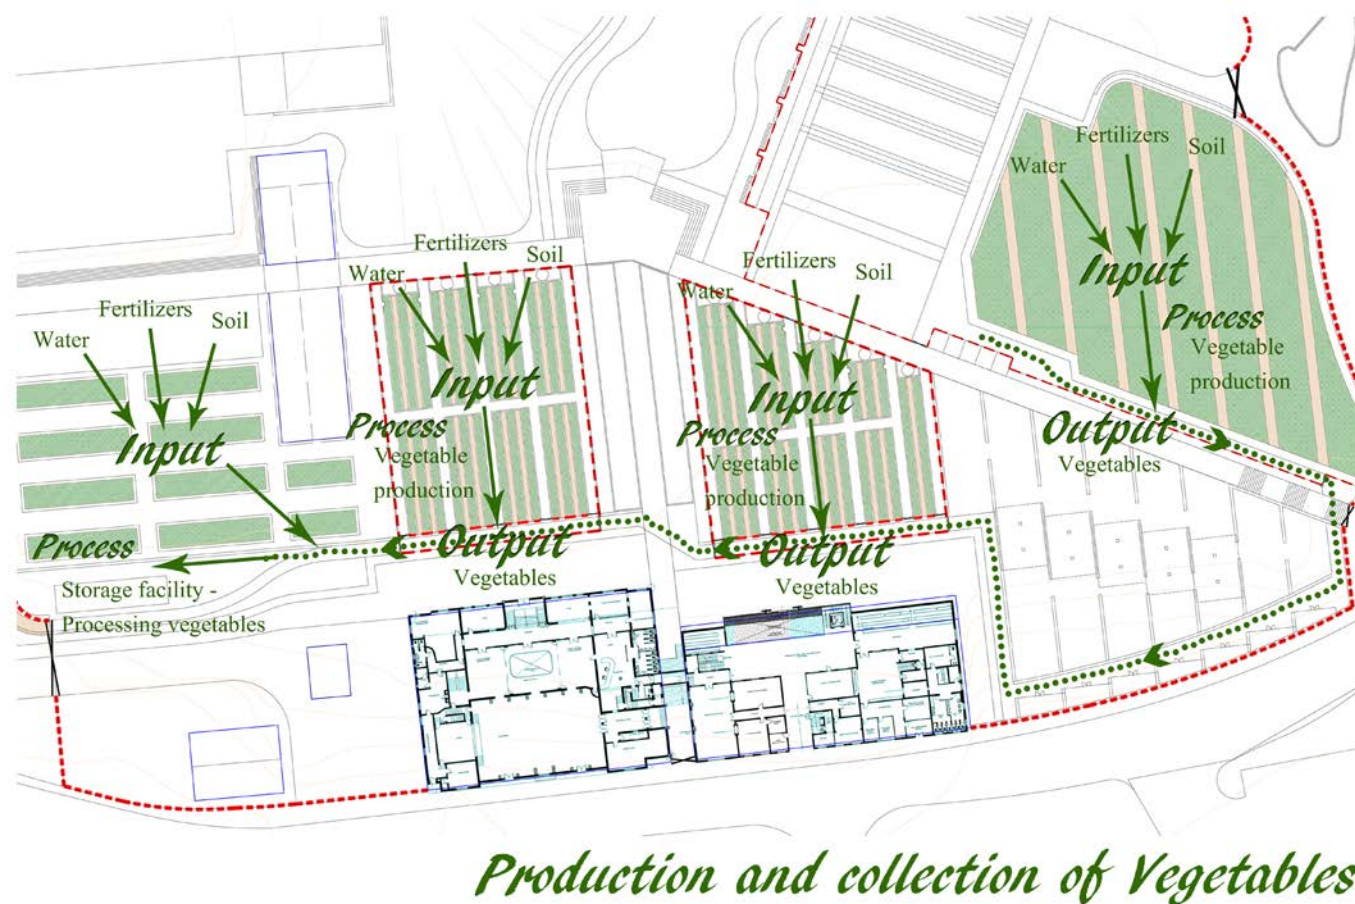 Water
Fertilizers
Soil
Input
Process
Storage facility -
Processing vegetables
Water
Fertilizers
Soil
Input
Process
Vegetable
production
Output
Vegetables
Water
Fertilizers
Soil
Input
Process
Vegetable
production
Output
Vegetables
Water
Fertilizers
Soil
Input
Process
Vegetable
production
Output
Vegetables
Production and collection of Vegetables